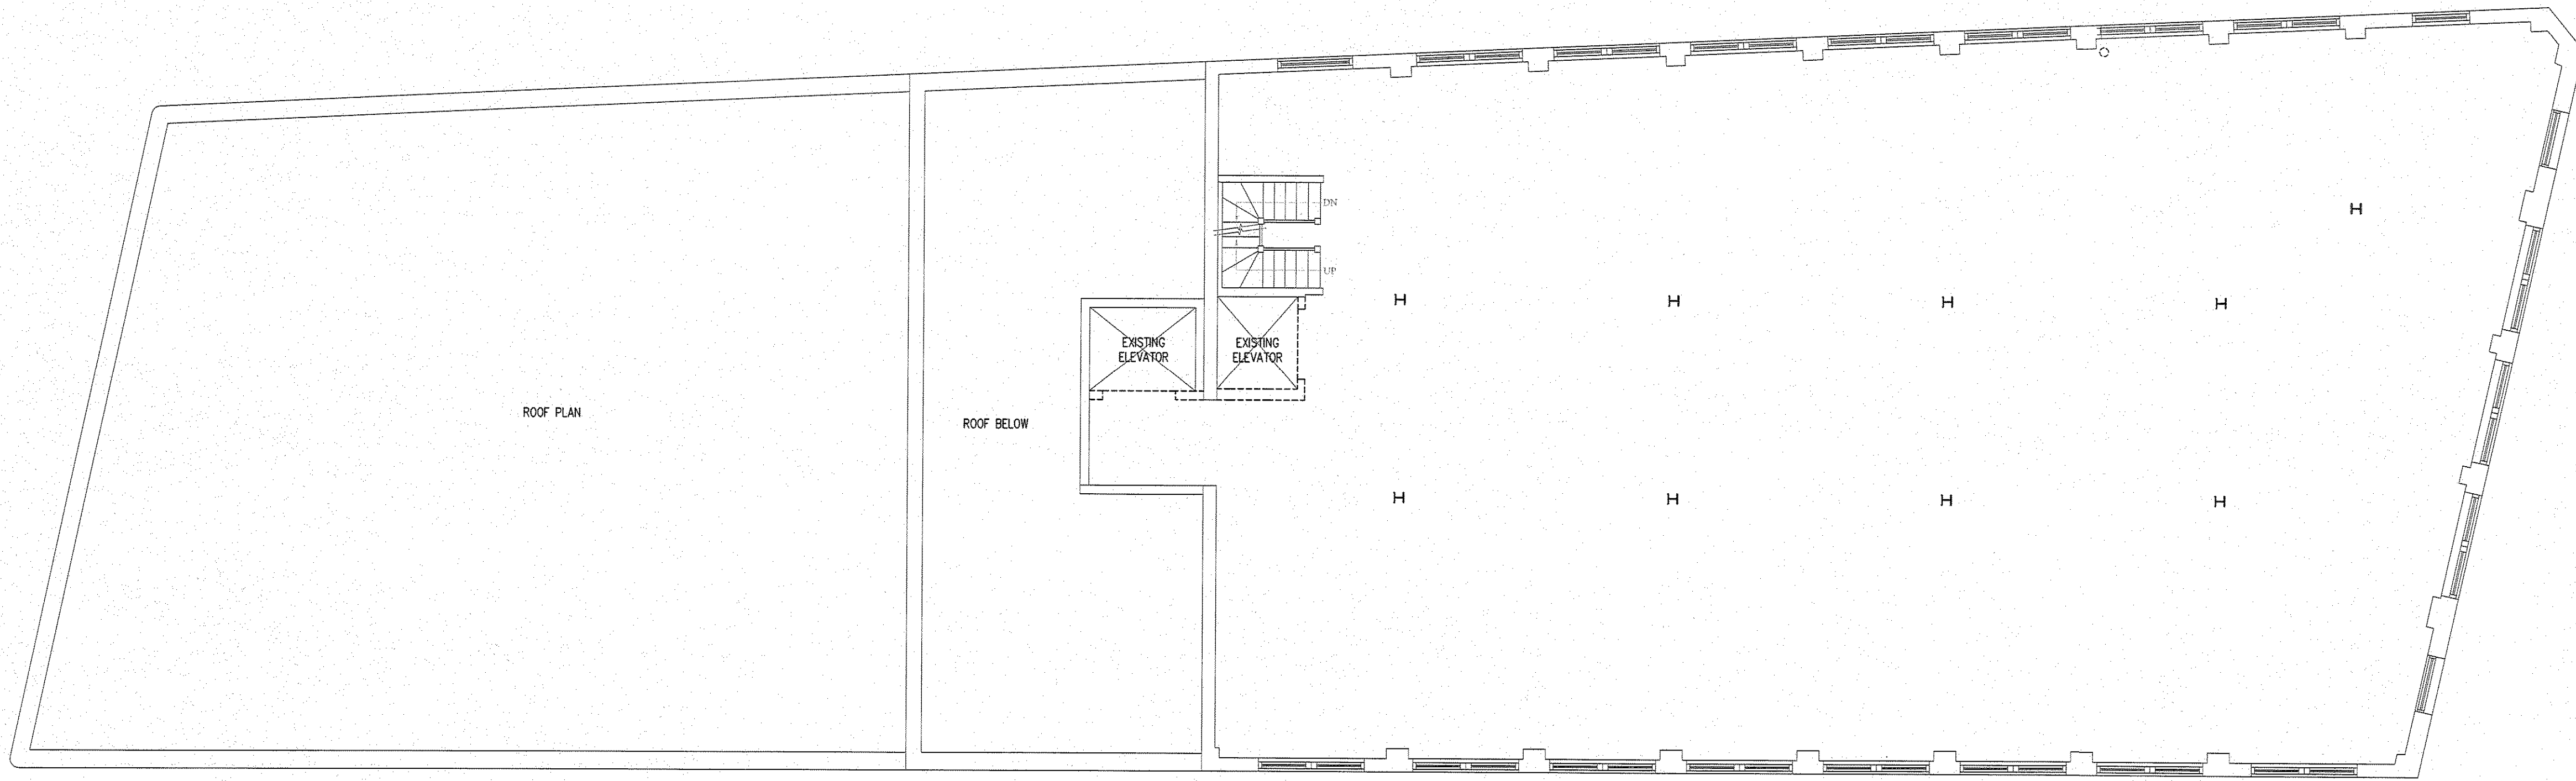 DN
UP
EXISTING
ELEVATOR
EXISTING
ELEVATOR
ROOF PLAN
ROOF BELOW